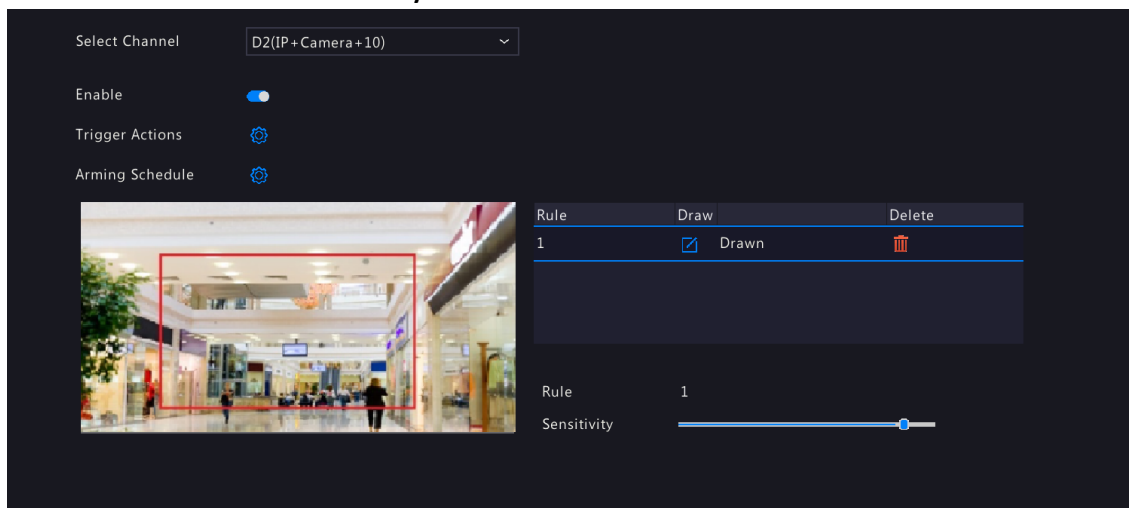 Select Channel D2(IP+Camera+10)
Enable
Trigger Actions
Arming Schedule
Rule Draw Delete
1 Drawn
Rule 1
Sensitivity